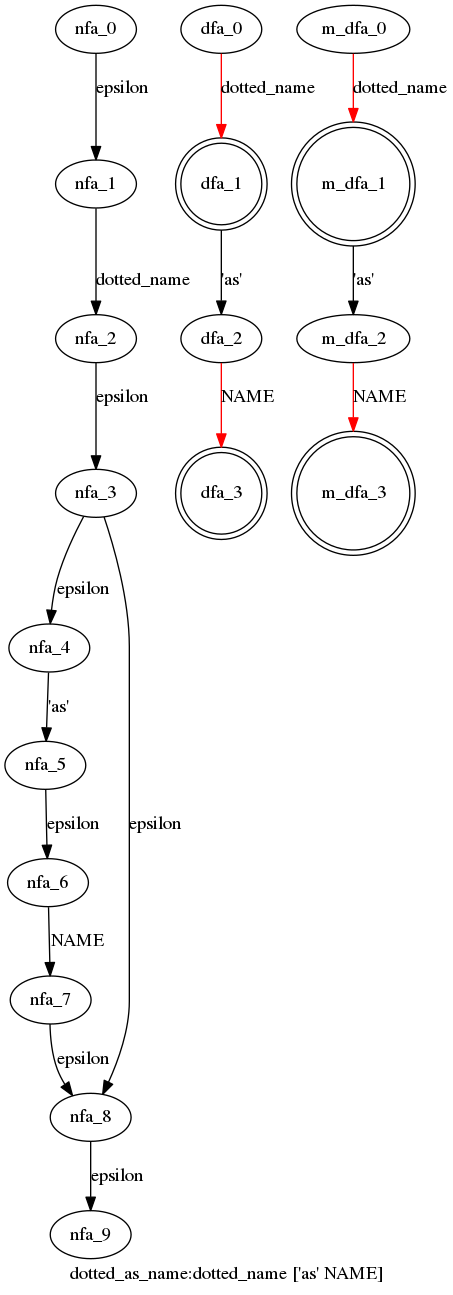 nfa_0
dfa_0
m_dfa_0
epsilon
dotted_name
dotted_name
nfa_1
dfa_1
m_dfa_1
dotted_name
'as'
'as'
nfa_2
dfa_2
m_dfa_2
epsilon
NAME
NAME
nfa_3
dfa_3
m_dfa_3
epsilon
nfa_4
'as'
nfa_5
epsilon
epsilon
nfa_6
NAME
nfa_7
epsilon
nfa_8
epsilon
nfa_9
dotted_as_name:dotted_name ['as' NAME]